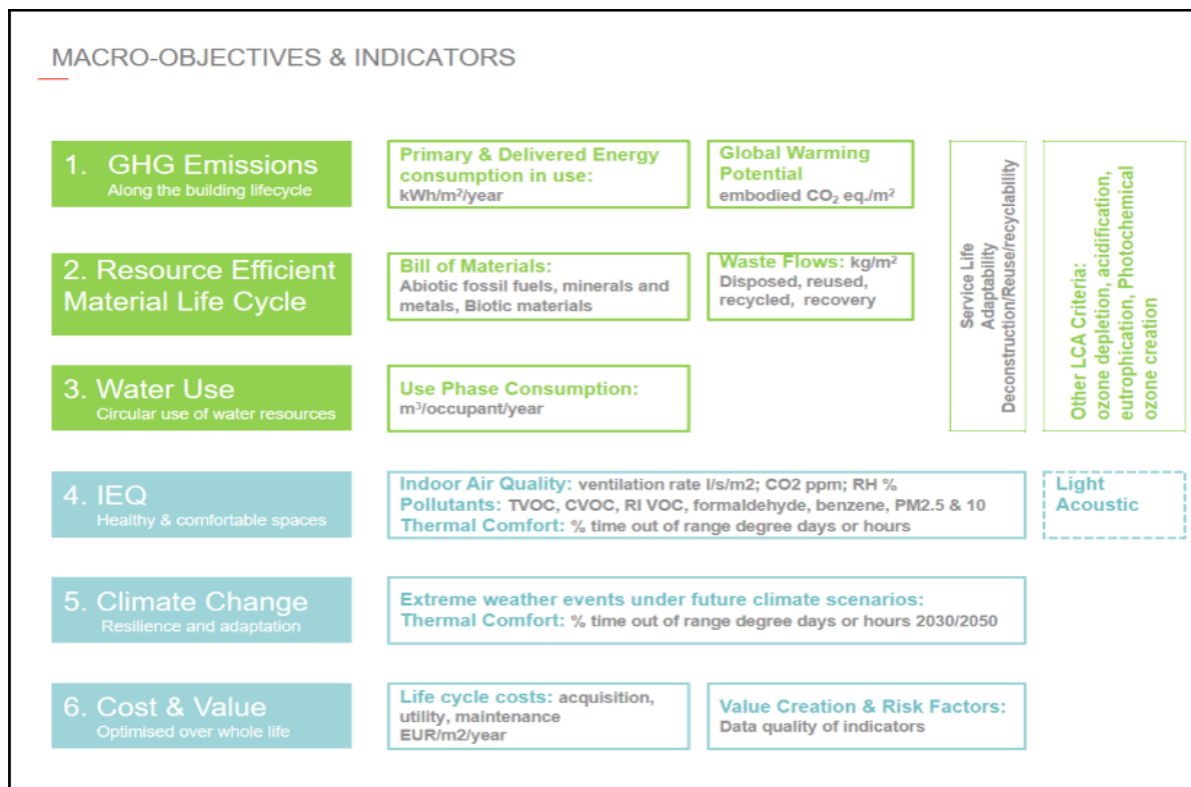 MACRO-OBJECTIVES & INDICATORS
1. GHG Emissions
Along the building lifecycle
Primary & Delivered Energy
consumption in use:
kWh/m²/year
Global Warming
Potential
embodied CO₂ eq./m²
2. Resource Efficient
Material Life Cycle
Bill of Materials:
Abiotic fossil fuels, minerals and
metals, Biotic materials
Waste Flows: kg/m²
Disposed, reused,
recycled, recovery
3. Water Use
Circular use of water resources
Use Phase Consumption:
m³/occupant/year
Service Life
Adaptability
Deconstruction/Reuse/recyclability
Other LCA Criteria:
ozone depletion, acidification,
eutrophication, Photochemical
ozone creation
4. IEQ
Healthy & comfortable spaces
Indoor Air Quality: ventilation rate l/s/m2; CO2 ppm; RH %
Pollutants: TVOC, CVOC, RI VOC, formaldehyde, benzene, PM2.5 & 10
Thermal Comfort: % time out of range degree days or hours
Light
Acoustic
5. Climate Change
Resilience and adaptation
Extreme weather events under future climate scenarios:
Thermal Comfort: % time out of range degree days or hours 2030/2050
6. Cost & Value
Optimised over whole life
Life cycle costs: acquisition,
utility, maintenance
EUR/m2/year
Value Creation & Risk Factors:
Data quality of indicators